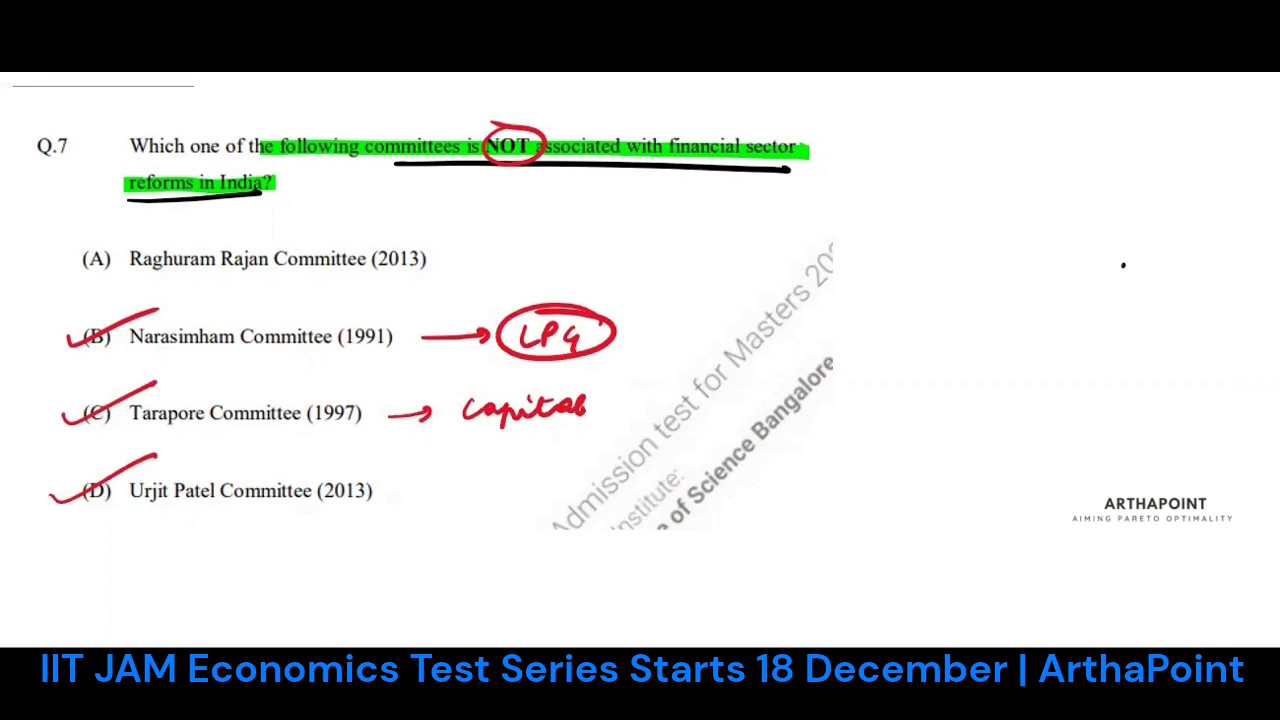 Q.7 Which one of the following committees is NOT associated with financial sector
reforms in India?
(A) Raghuram Rajan Committee (2013)
(B) Narasimham Committee (1991) → LPG
(C) Tarapore Committee (1997) → capital
(D) Urjit Patel Committee (2013)
Admission test for Masters 20
Institute:
of Science Bangalore
ARTHAPOINT
AIMING PARETO OPTIMALITY
IIT JAM Economics Test Series Starts 18 December | ArthaPoint